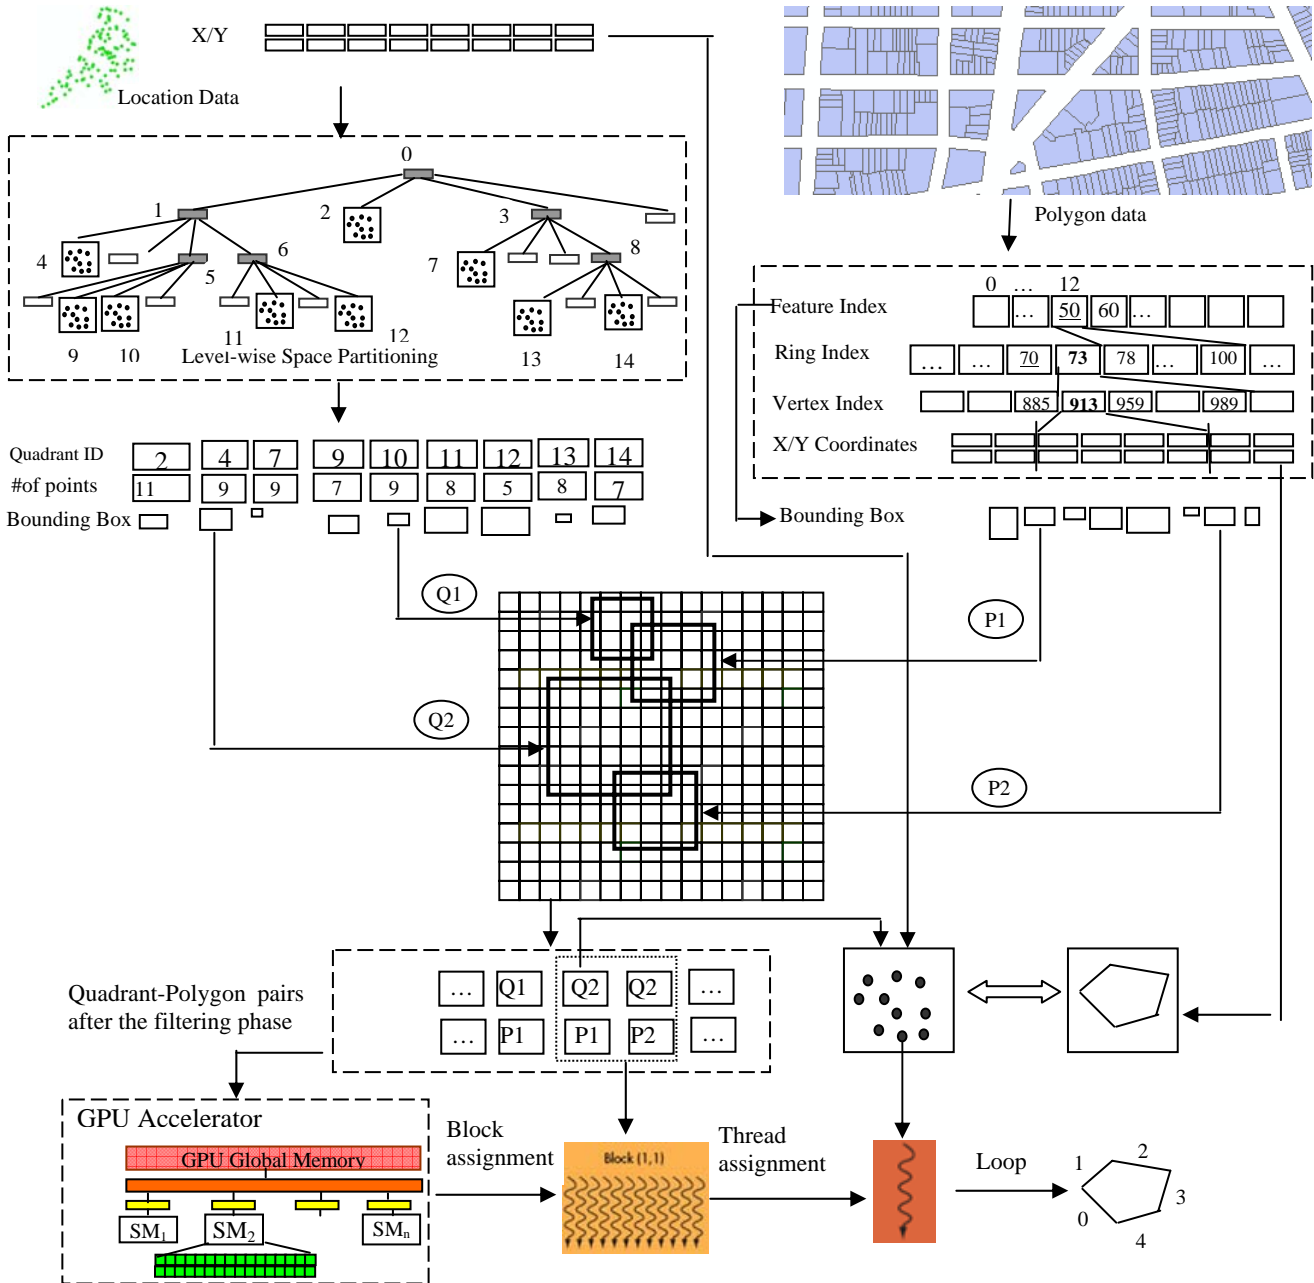 X/Y
Location Data
0
1
2
3
4
5
6
7
8
9
10
11
12
13
14
Level-wise Space Partitioning
Polygon data
0 … 12
Feature Index … 50 60 …
Ring Index … … 70 73 78 … 100 …
Vertex Index 885 913 959 989
X/Y Coordinates
Bounding Box
Quadrant ID 2 4 7 9 10 11 12 13 14
#of points 11 9 9 7 9 8 5 8 7
Bounding Box
Q1
P1
Q2
P2
Quadrant-Polygon pairs
after the filtering phase
… Q1 Q2 Q2 …
… P1 P1 P2 …
GPU Accelerator
GPU Global Memory
SM1 SM2 SMn
Block
assignment
Block (1,1)
Thread
assignment
Loop
0
1
2
3
4